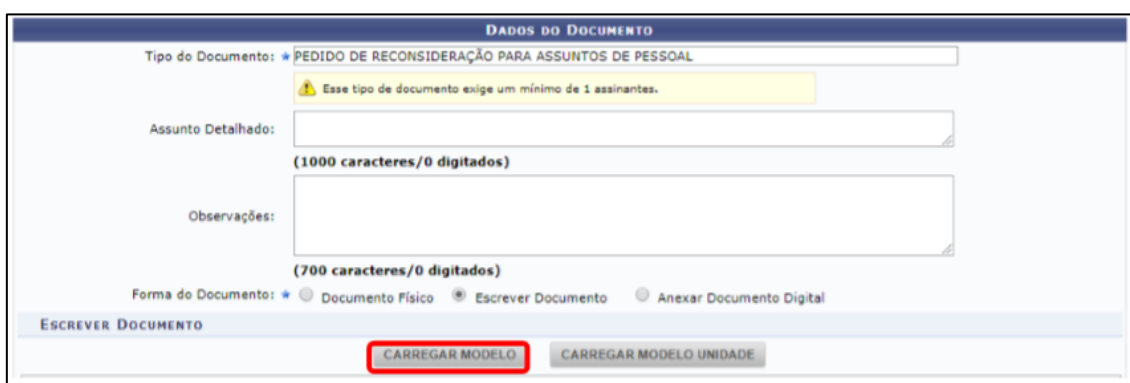 DADOS DO DOCUMENTO
Tipo do Documento: ★ PEDIDO DE RECONSIDERAÇÃO PARA ASSUNTOS DE PESSOAL
Esse tipo de documento exige um mínimo de 1 assinantes.
Assunto Detalhado:
(1000 caracteres/0 digitados)
Observações:
(700 caracteres/0 digitados)
Forma do Documento: ★ Documento Físico Escrever Documento Anexar Documento Digital
ESCREVER DOCUMENTO
CARREGAR MODELO CARREGAR MODELO UNIDADE